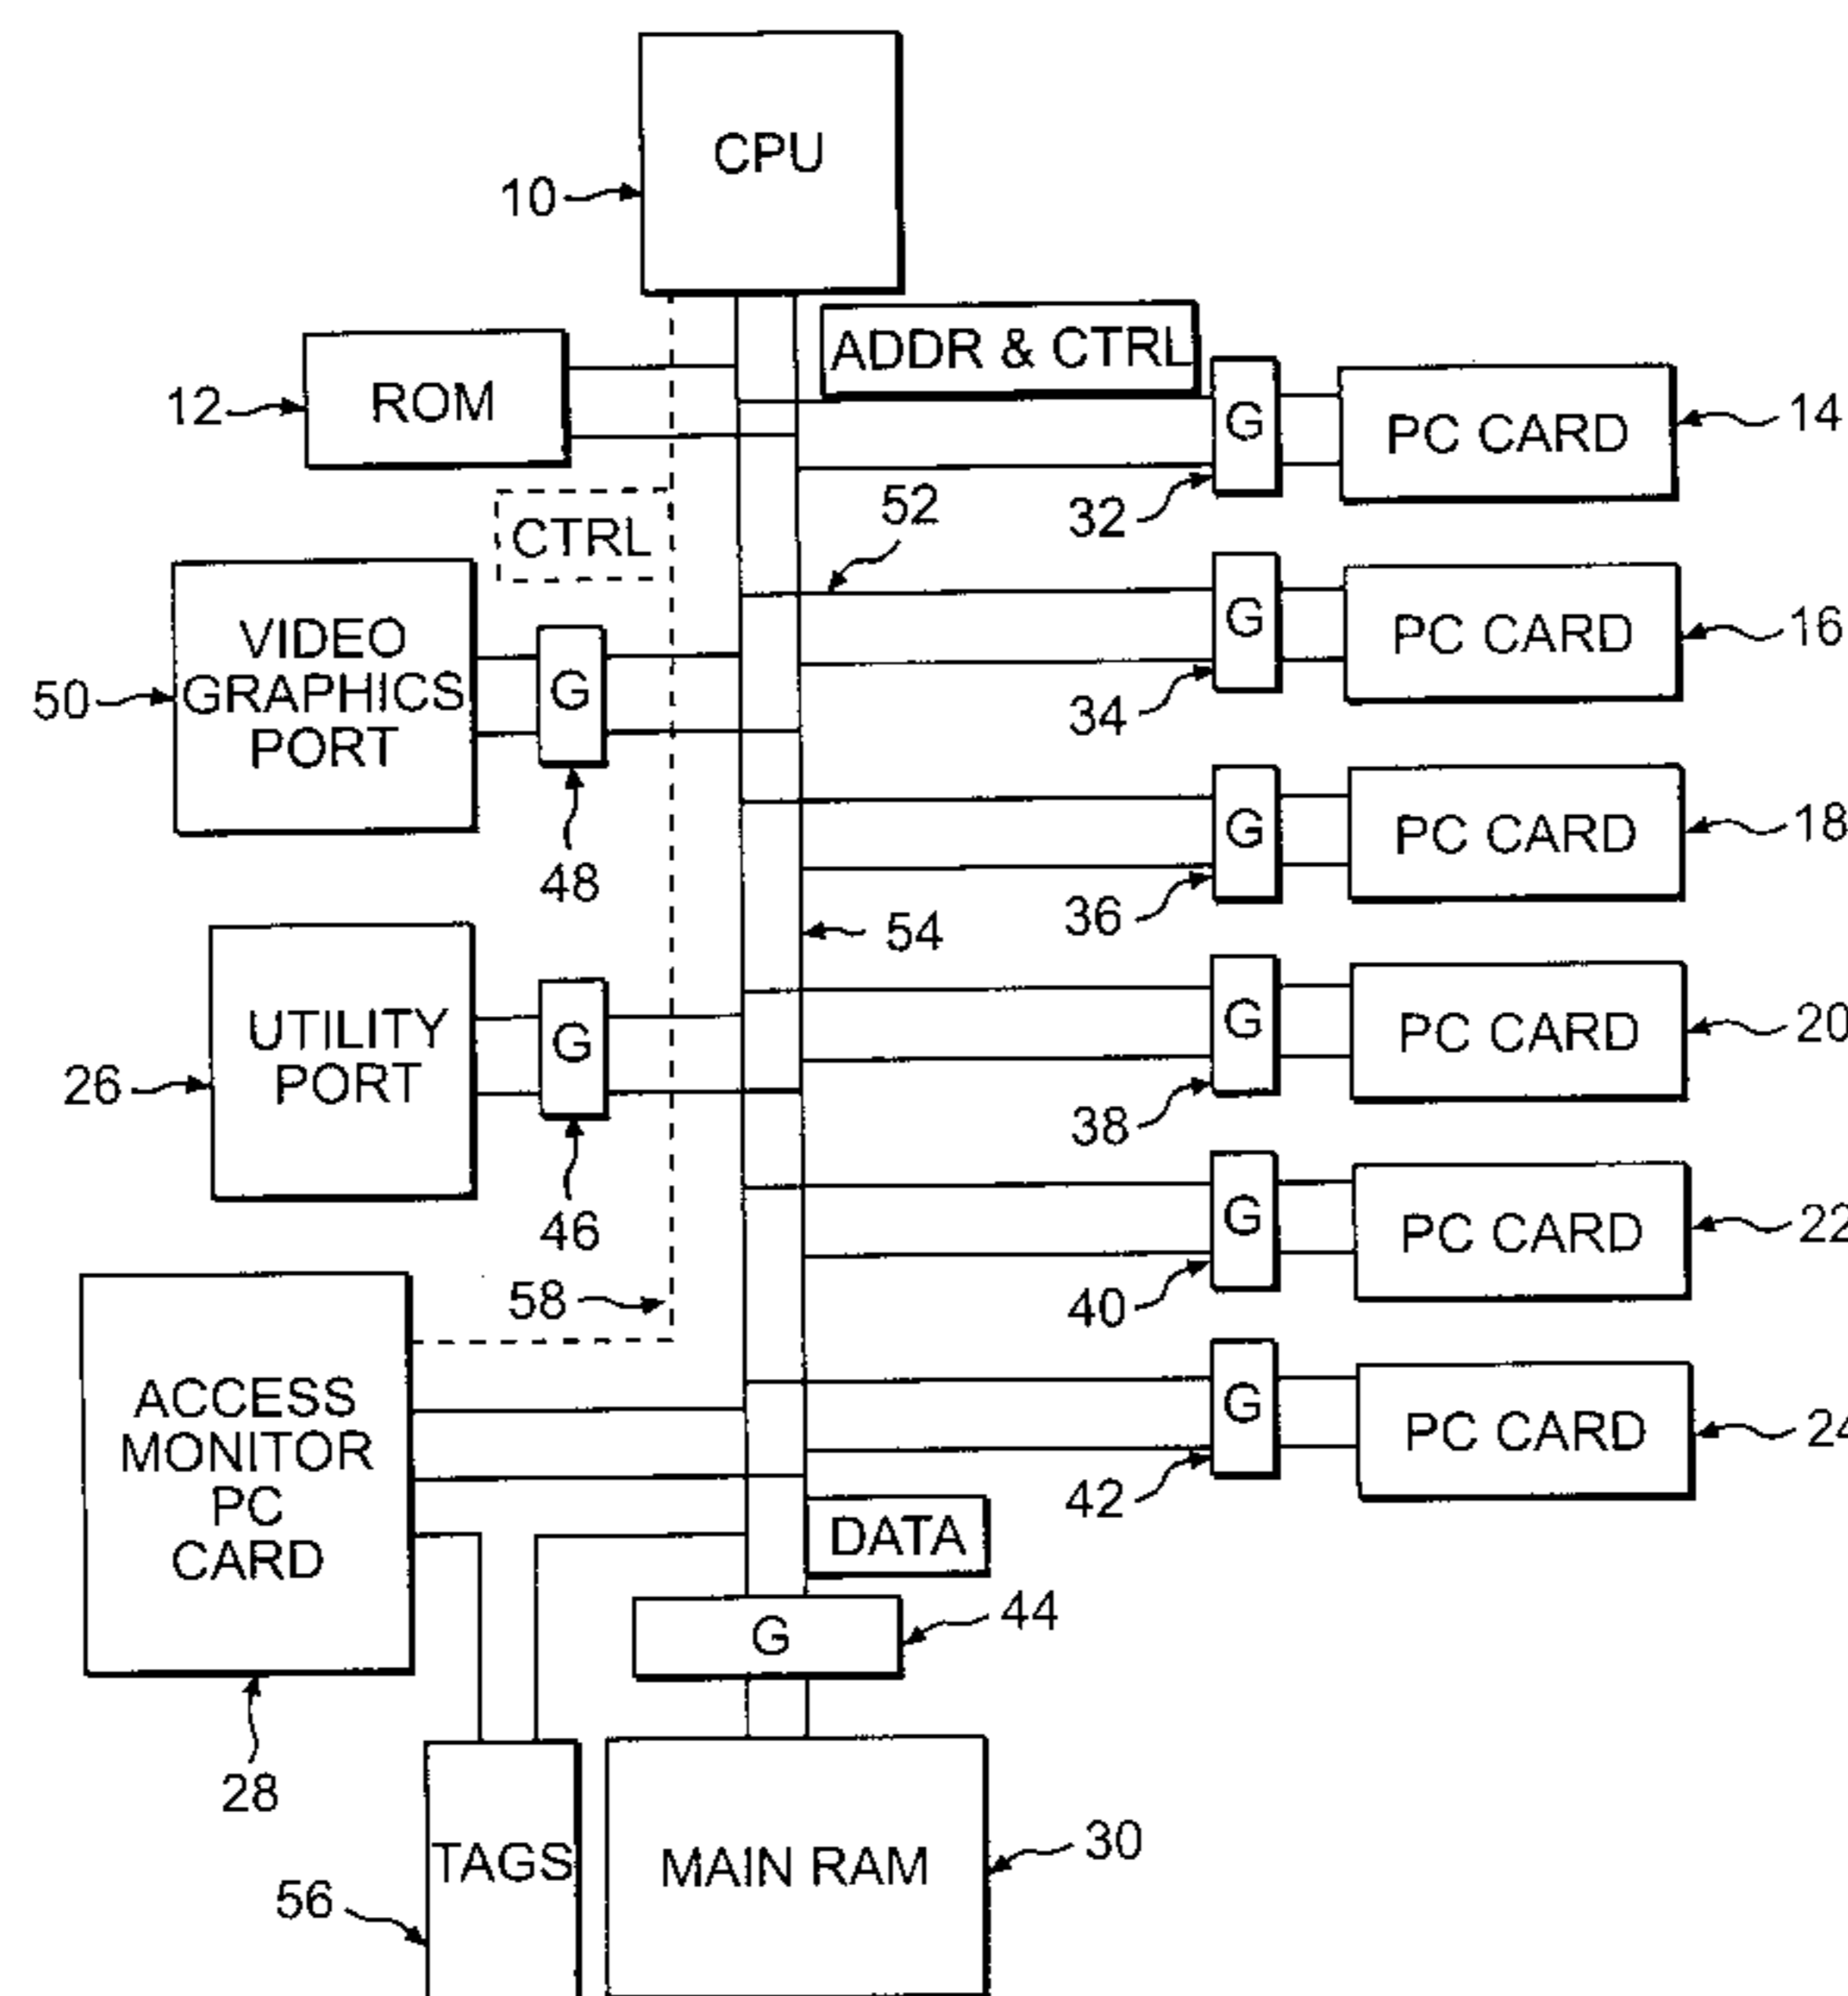 CPU
10
ADDR & CTRL
ROM
12
G
PC CARD
14
32
52
CTRL
VIDEO
GRAPHICS
PORT
50
G
48
G
PC CARD
16
34
G
PC CARD
18
36
54
UTILITY
PORT
26
G
46
G
PC CARD
20
38
G
PC CARD
22
40
58
ACCESS
MONITOR
PC
CARD
28
G
PC CARD
24
42
DATA
G
44
TAGS
56
MAIN RAM
30